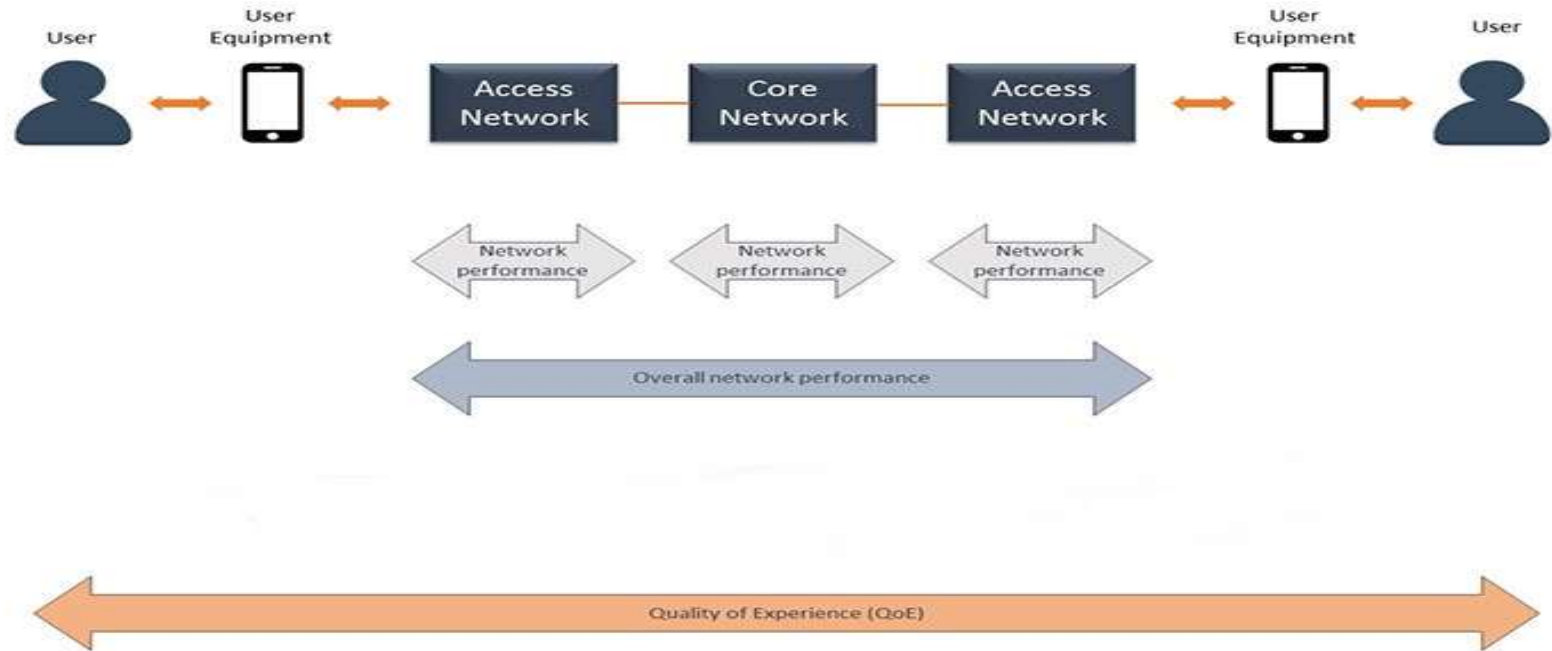 User
User
Equipment
Access
Network
Core
Network
Access
Network
User
Equipment
User
Network
performance
Network
performance
Network
performance
Overall network performance
Quality of Experience (QoE)